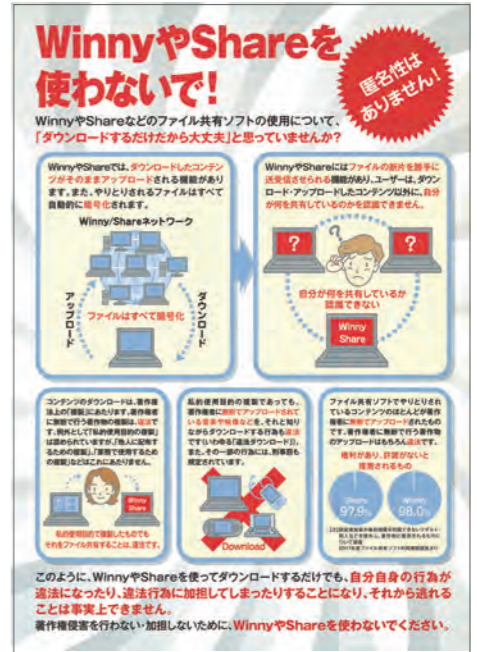 WinnyやShareを
使わないで!
匿名性は
ありません!
WinnyやShareなどのファイル共有ソフトの使用について、
「ダウンロードするだけだから大丈夫」と思っていませんか?
WinnyやShareでは、ダウンロードしたコンテン
ツがそのままアップロードされる機能があり
ます。また、やりとりされるファイルはすべて
自動的に暗号化されます。
Winny/Shareネットワーク
アップロード
ファイルはすべて暗号化
ダウンロード
WinnyやShareにはファイルの断片を勝手に
送受信させられる機能があり、ユーザーは、ダウン
ロード・アップロードしたコンテンツ以外に、自分
が何を共有しているのかを認識できません。
?
?
?
?
自分が何を共有しているか
認識できない
Winny
Share
コンテンツのダウンロードは、著作権
法上の「複製」にあたります。著作権者
に無断で行う著作物の複製は、違法で
す。例外として「私的使用目的の複製」
は認められていますが、「他人に配布す
るための複製」、「業務で使用するため
の複製」などはこれにあたりません。
Winny
Share
私的使用目的で複製したものでも
それをファイル共有することは、違法です。
私的使用目的の複製であっても、
著作権者に無断でアップロードされて
いる音楽や映像などを、それと知り
ながらダウンロードする行為も違法
です(いわゆる「違法ダウンロード」)。
また、その一部の行為には、刑事罰も
規定されています。
Download
ファイル共有ソフトでやりとりされ
ているコンテンツのほとんどが著作
権者に無断でアップロードされたもの
です。著作権者に無断で行う著作物
のアップロードはもちろん違法です。
権利があり、許諾がないと
推測されるもの
Share
97.9%
Winny
98.0%
このように、WinnyやShareを使ってダウンロードするだけでも、自分自身の行為が
違法になったり、違法行為に加担してしまったりすることになり、それから逃れる
ことは事実上できません。
著作権侵害を行わない・加担しないために、WinnyやShareを使わないでください。